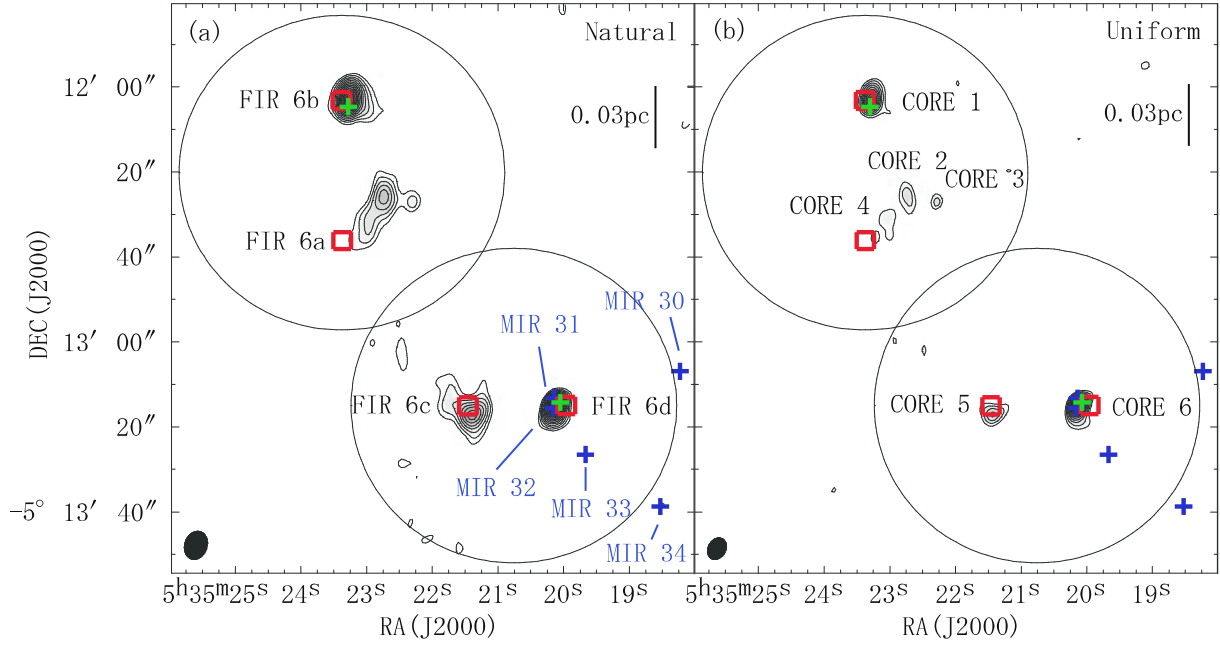 (a) Natural
(b) Uniform
12′ 00″
FIR 6b
0.03pc
CORE 1
0.03pc
20″
CORE 2
CORE 3
CORE 4
FIR 6a
40″
DEC(J2000)
MIR 30
MIR 31
13′ 00″
FIR 6c
FIR 6d
CORE 5
CORE 6
20″
MIR 32
MIR 33
-5° 13′ 40″
MIR 34
5h35m25s 24s 23s 22s 21s 20s 19s
5h35m25s 24s 23s 22s 21s 20s 19s
RA(J2000)
RA(J2000)